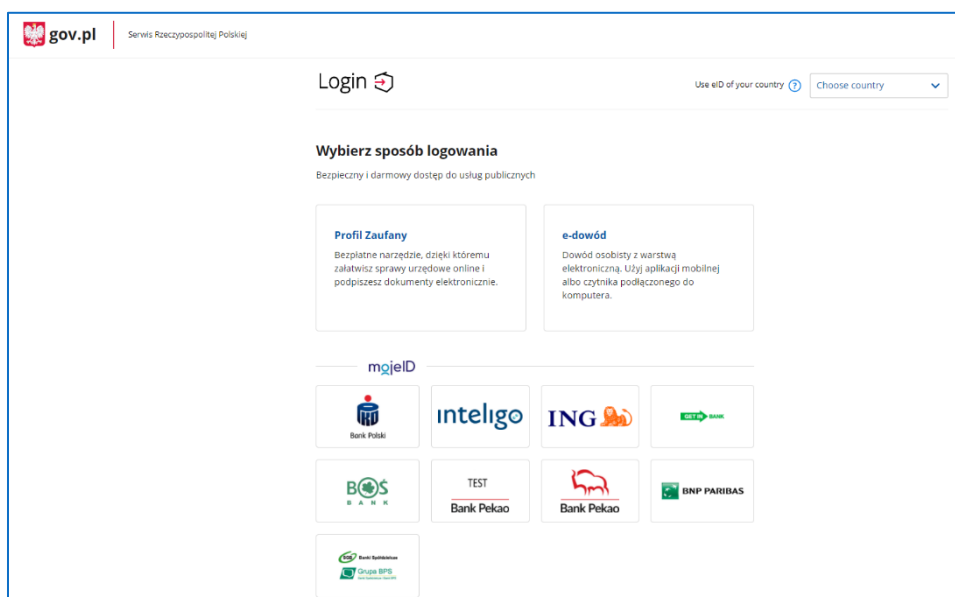 gov.pl
Serwis Rzeczypospolitej Polskiej
Login
Use eID of your country ?
Choose country
Wybierz sposób logowania
Bezpieczny i darmowy dostęp do usług publicznych
Profil Zaufany
Bezpłatne narzędzie, dzięki któremu
załatwisz sprawy urzędowe online i
podpiszesz dokumenty elektronicznie.
e-dowód
Dowód osobisty z warstwą
elektroniczną. Użyj aplikacji mobilnej
albo czytnika podłączonego do
komputera.
mojeID
Bank Polski
inteligo
ING
GET IN BANK
BOŚ
BANK
TEST
Bank Pekao
Bank Pekao
BNP PARIBAS
SGB Banki Spółdzielcze
Grupa BPS